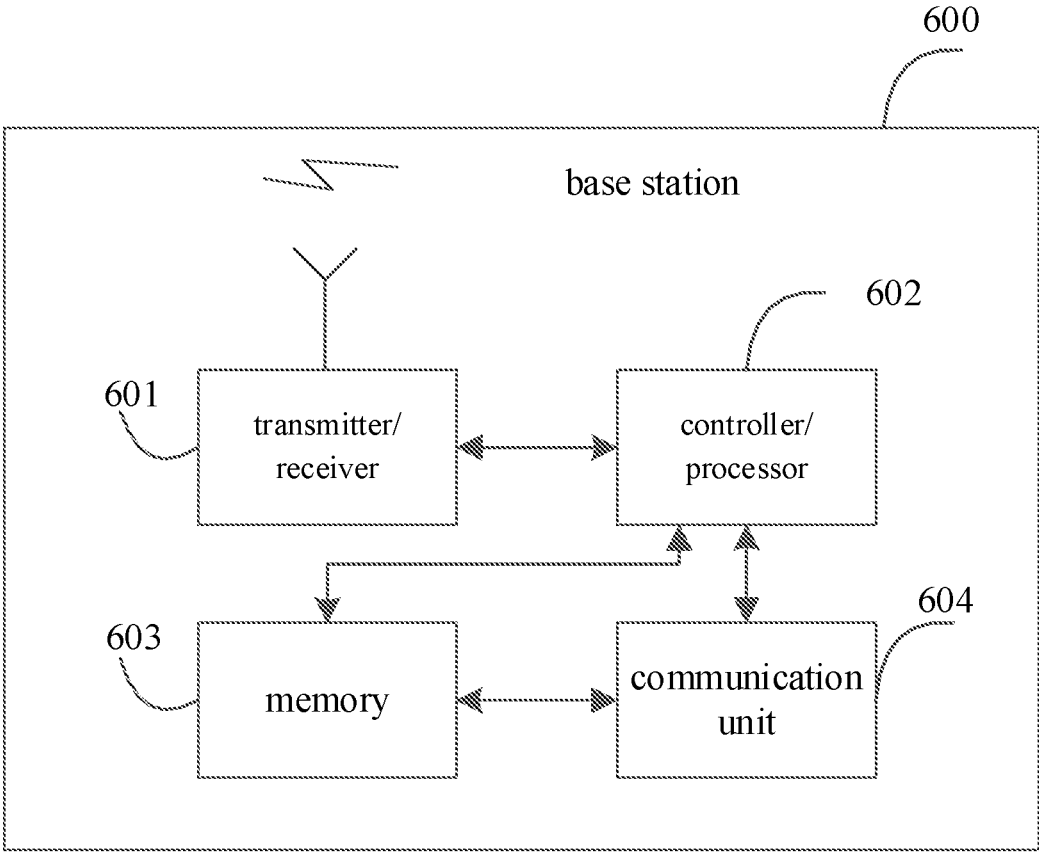 600
base station
602
601
transmitter/
receiver
controller/
processor
603
604
memory
communication
unit